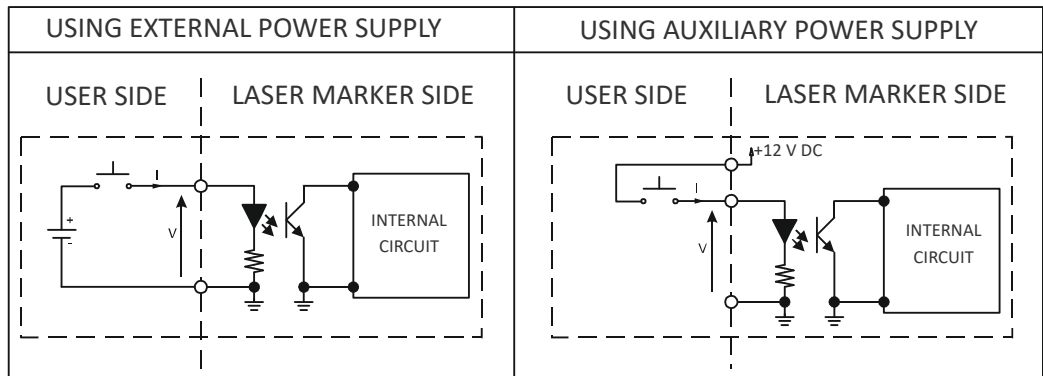 USING EXTERNAL POWER SUPPLY
USING AUXILIARY POWER SUPPLY
USER SIDE
LASER MARKER SIDE
I
+
-
V
INTERNAL
CIRCUIT
USER SIDE
LASER MARKER SIDE
+12 V DC
I
V
INTERNAL
CIRCUIT